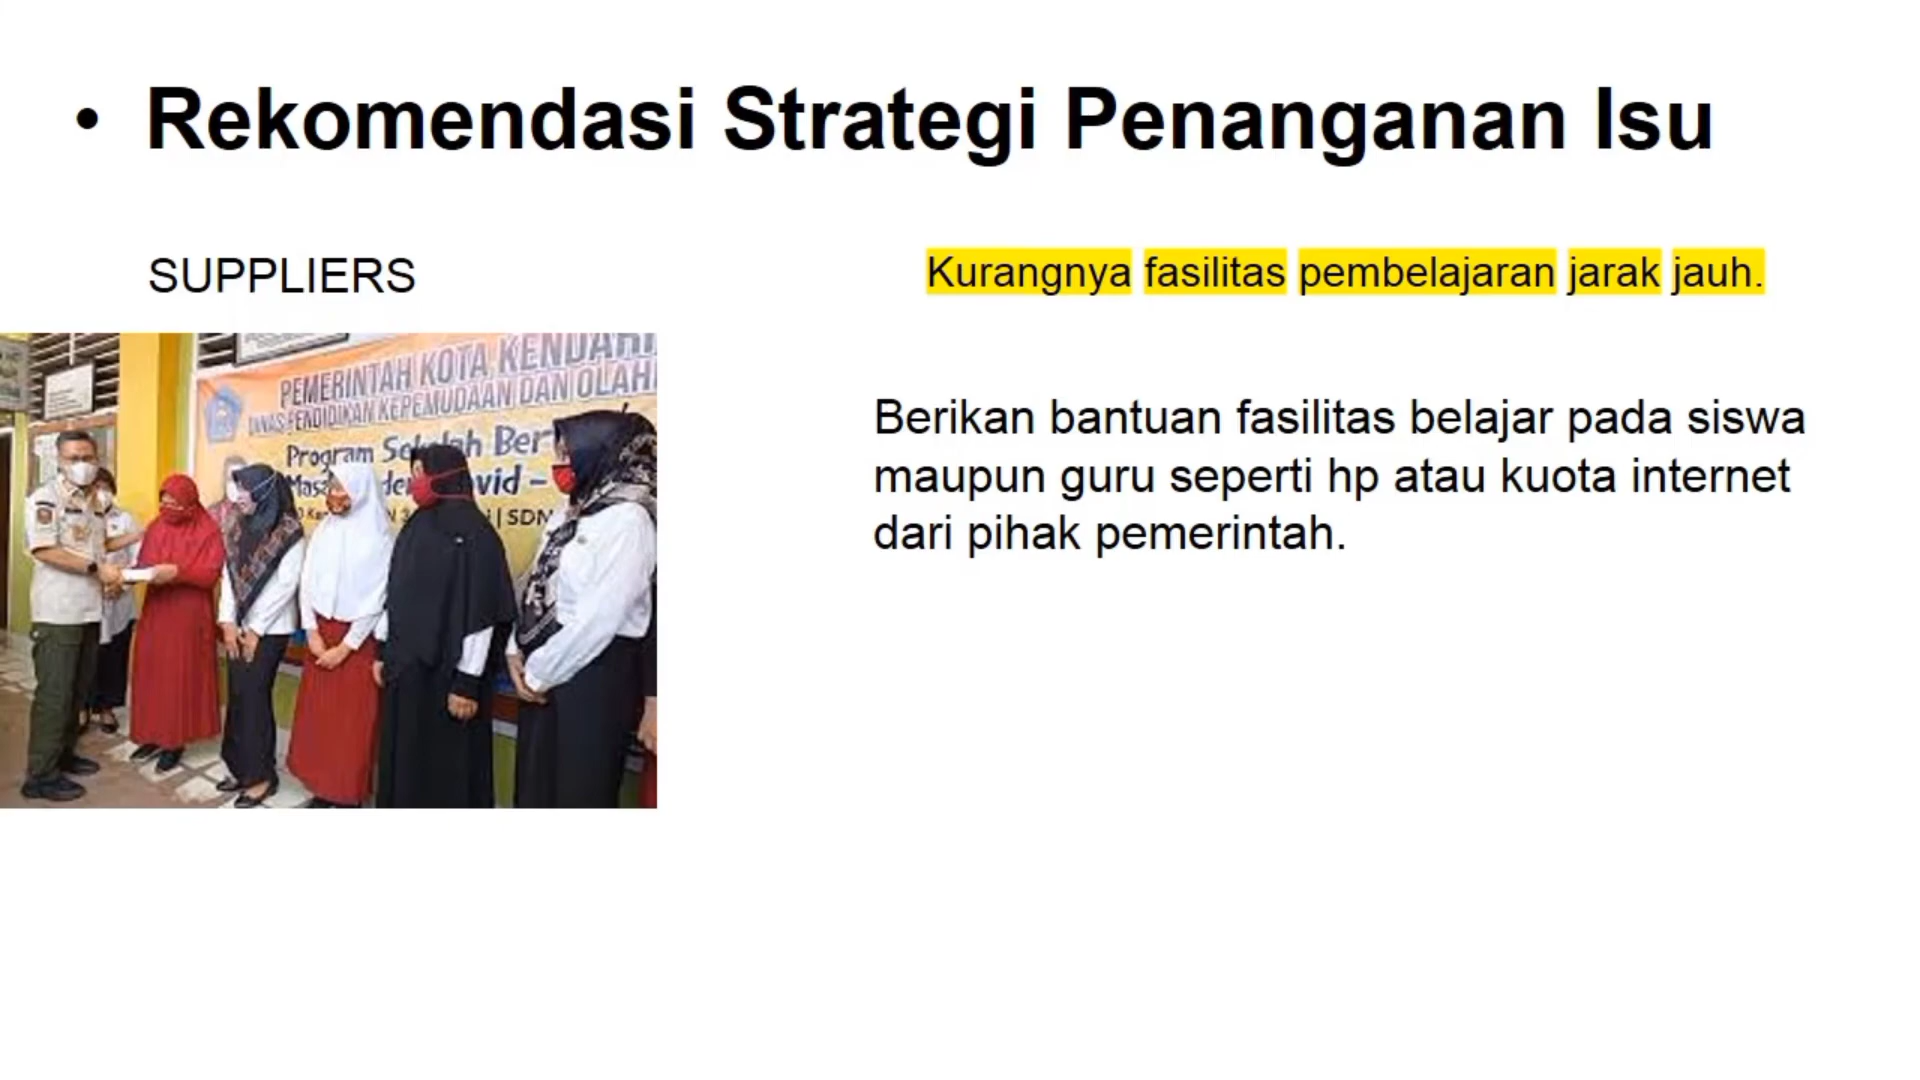 • Rekomendasi Strategi Penanganan Isu
SUPPLIERS
Kurangnya fasilitas pembelajaran jarak jauh.
Berikan bantuan fasilitas belajar pada siswa
maupun guru seperti hp atau kuota internet
dari pihak pemerintah.
PEMERINTAH KOTA KENDARI
DINAS PENDIDIKAN KEPEMUDAAN DAN OLAH
Program Sekolah Ber
Masa vid -
| SDN